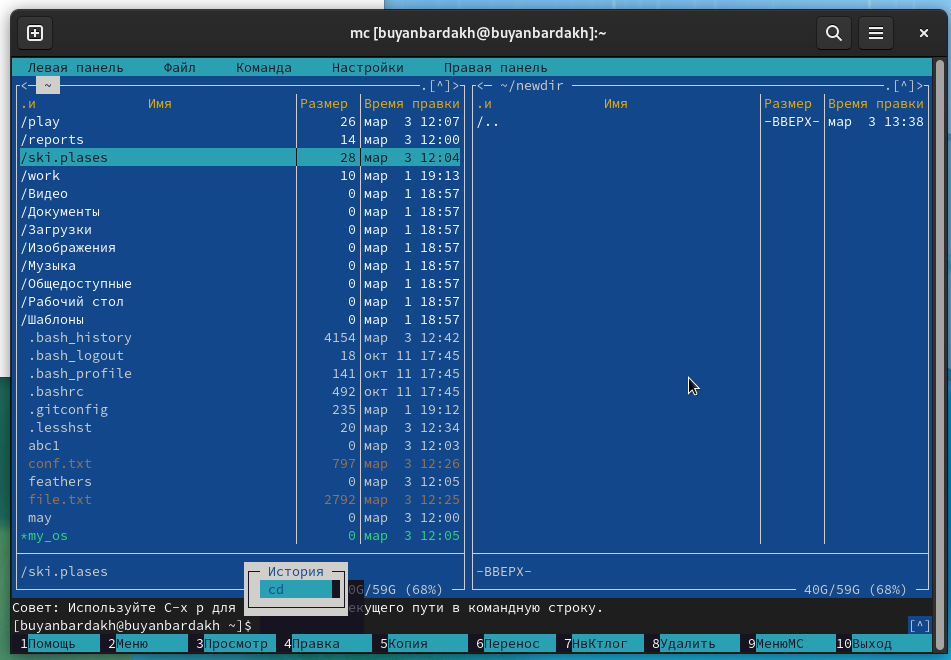 mc [buyanbardakh@buyanbardakh]:~
Левая панель Файл Команда Настройки Правая панель
<— ~ .[^]> <— ~/newdir .[^]>
.и Имя Размер Время правки .и Имя Размер Время правки
/play 26 мар 3 12:07 /.. -ВВЕРХ- мар 3 13:38
/reports 14 мар 3 12:00
/ski.plases 28 мар 3 12:04
/work 10 мар 1 19:13
/Видео 0 мар 1 18:57
/Документы 0 мар 1 18:57
/Загрузки 0 мар 1 18:57
/Изображения 0 мар 1 18:57
/Музыка 0 мар 1 18:57
/Общедоступные 0 мар 1 18:57
/Рабочий стол 0 мар 1 18:57
/Шаблоны 0 мар 1 18:57
.bash_history 4154 мар 3 12:42
.bash_logout 18 окт 11 17:45
.bash_profile 141 окт 11 17:45
.bashrc 492 окт 11 17:45
.gitconfig 235 мар 1 19:12
.lesshst 20 мар 3 12:34
abc1 0 мар 3 12:03
conf.txt 797 мар 3 12:26
feathers 0 мар 3 12:05
file.txt 2792 мар 3 12:25
may 0 мар 3 12:00
*my_os 0 мар 3 12:05
/ski.plases История -ВВЕРХ-
cd 0G/59G (68%) 40G/59G (68%)
Совет: Используйте C-x p для екущего пути в командную строку.
[buyanbardakh@buyanbardakh ~]$ [^]
1Помощь 2Меню 3Просмотр 4Правка 5Копия 6Перенос 7НвКтлог 8Удалить 9МенюMC 10Выход